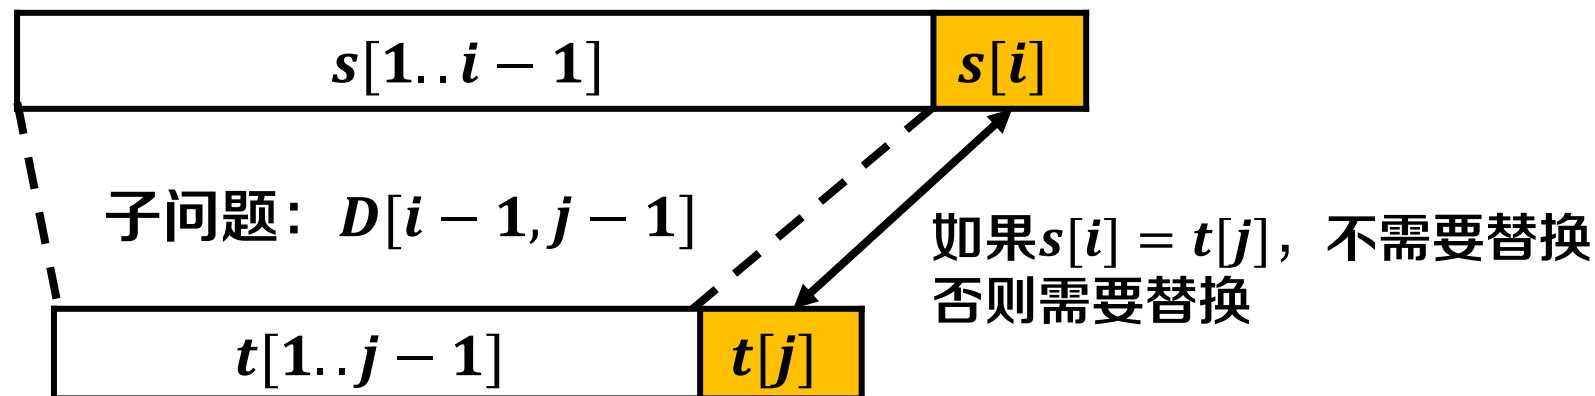 s[1..i − 1]
s[i]
子问题：D[i − 1, j − 1]
如果s[i] = t[j]，不需要替换
否则需要替换
t[1..j − 1]
t[j]